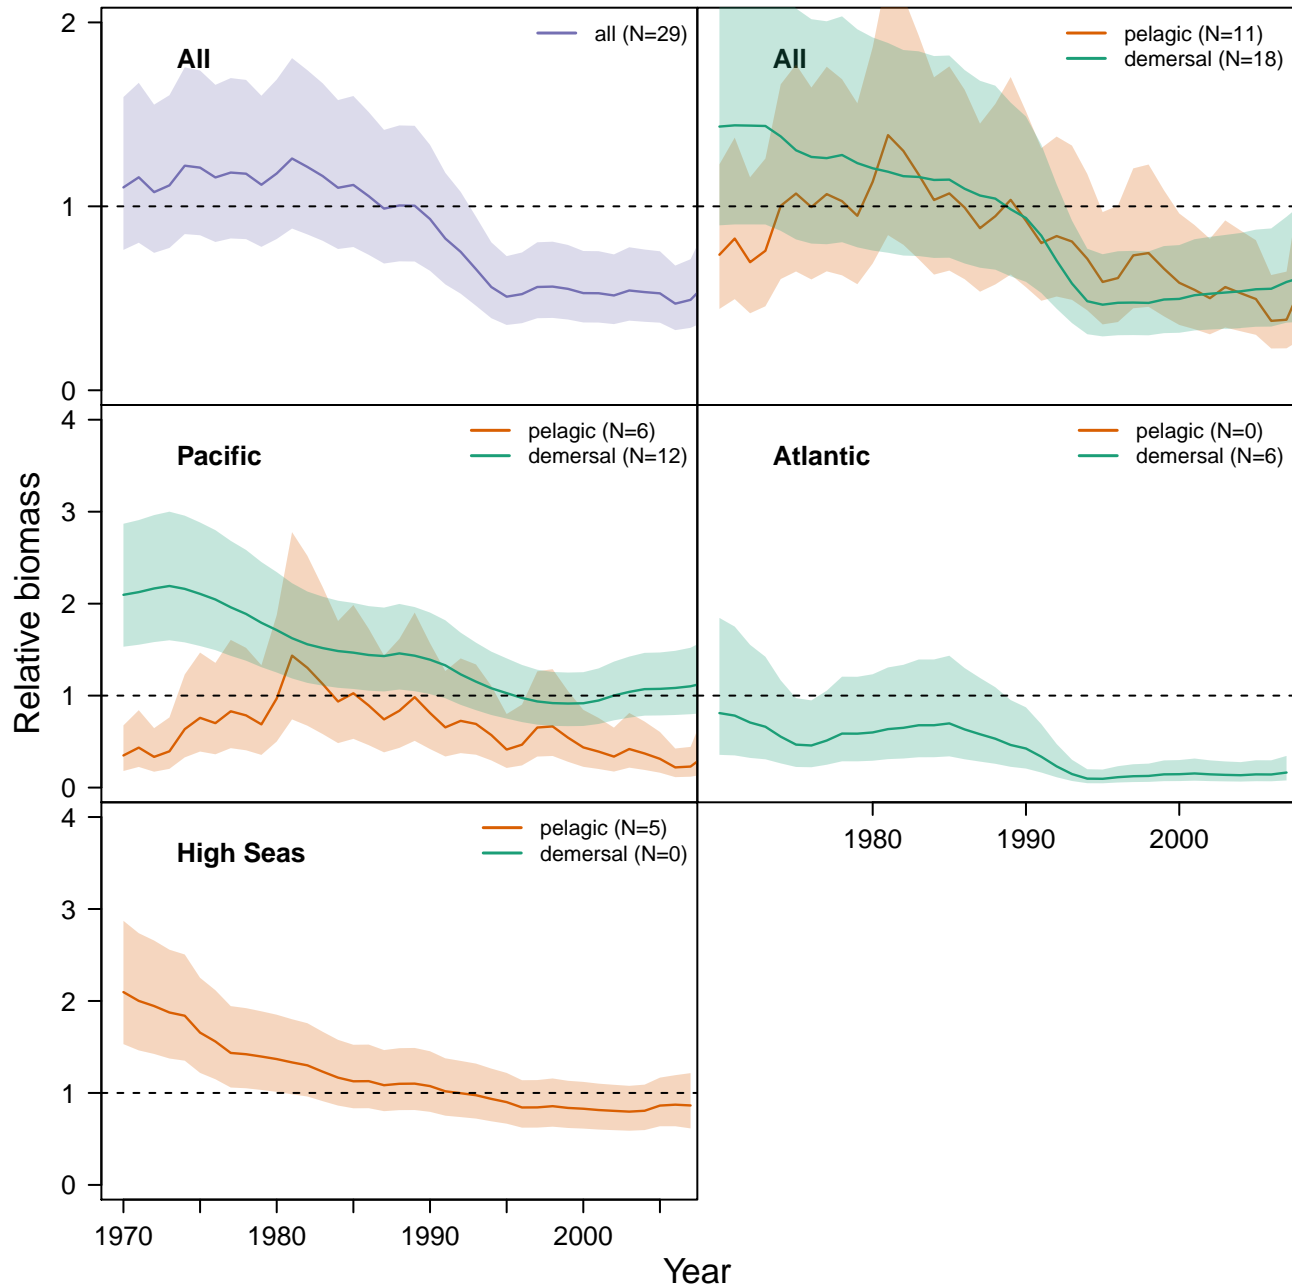 2
1
0
All
all (N=29)
All
pelagic (N=11)
demersal (N=18)
4
3
2
1
0
Pacific
pelagic (N=6)
demersal (N=12)
Atlantic
pelagic (N=0)
demersal (N=6)
Relative biomass
1980 1990 2000
4
3
2
1
0
High Seas
pelagic (N=5)
demersal (N=0)
1970 1980 1990 2000
Year